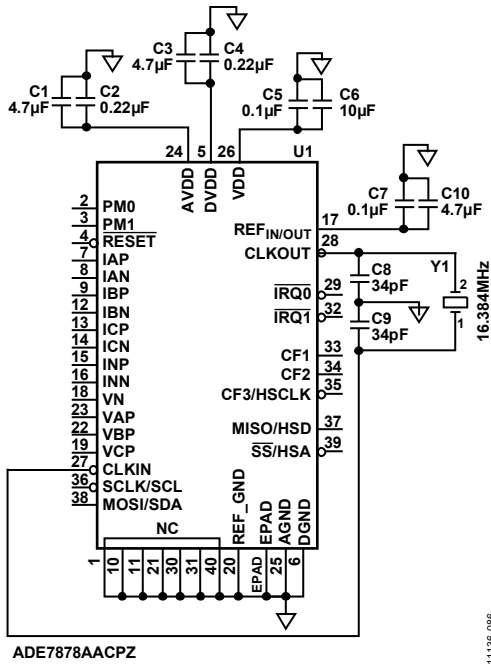 C3
4.7µF
C4
0.22µF
C1
4.7µF
C2
0.22µF
C5
0.1µF
C6
10µF
24
5
26
U1
AVDD
DVDD
VDD
C7
0.1µF
C10
4.7µF
2 PM0
3 PM1
4 RESET
7 IAP
8 IAN
9 IBP
12 IBN
13 ICP
14 ICN
15 INP
16 INN
18 VN
23 VAP
22 VBP
19 VCP
27 CLKIN
36 SCLK/SCL
38 MOSI/SDA
REFIN/OUT 17
CLKOUT 28
IRQ0 29
IRQ1 32
CF1 33
CF2 34
CF3/HSCLK 35
MISO/HSD 37
SS/HSA 39
C8
34pF
C9
34pF
Y1
2
1
16.384MHz
NC
REF_GND
EPAD
AGND
DGND
1
10
11
21
30
31
40
20
EPAD
25
6
ADE7878AACPZ
11136-086